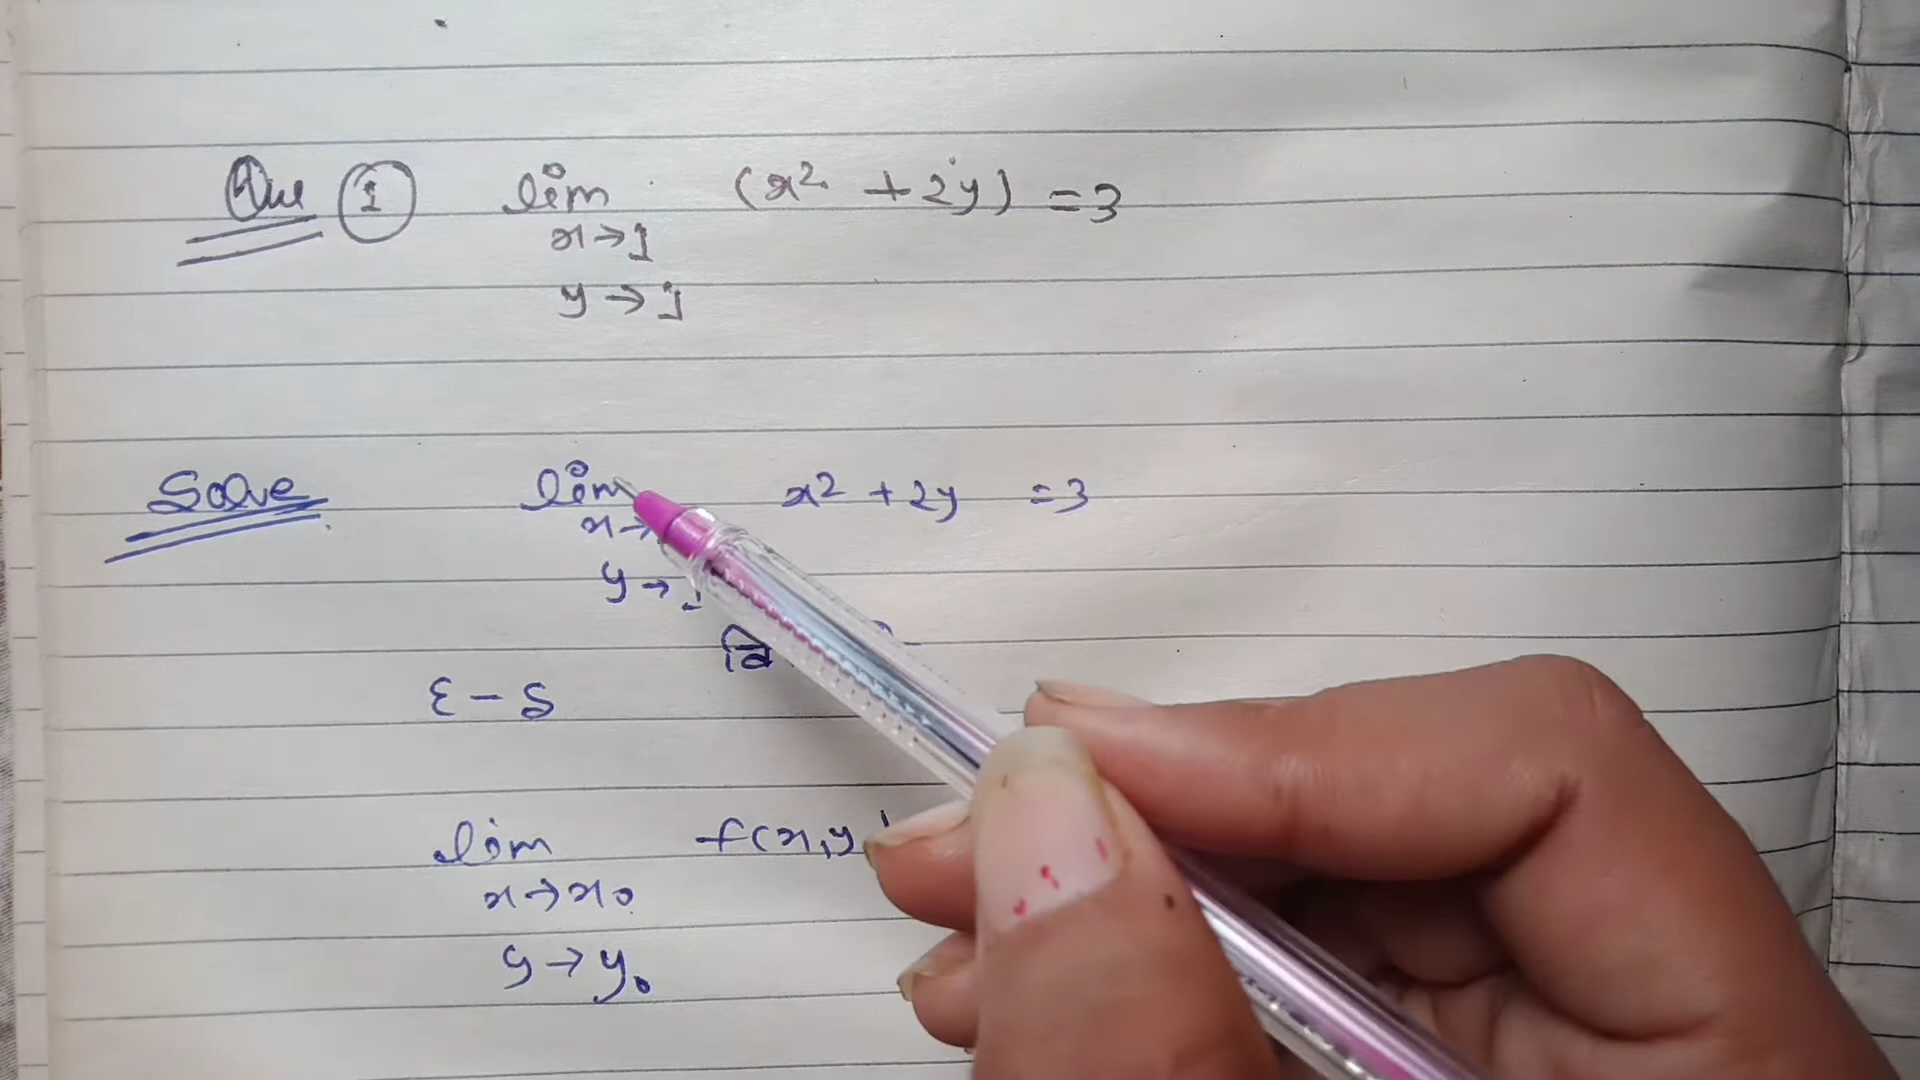 Que ① lim (x² + 2y) = 3
x→1
y→1
Solve lim x² + 2y = 3
x→
y→1
ε - δ
lim f(x,y
x→x₀
y→y₀